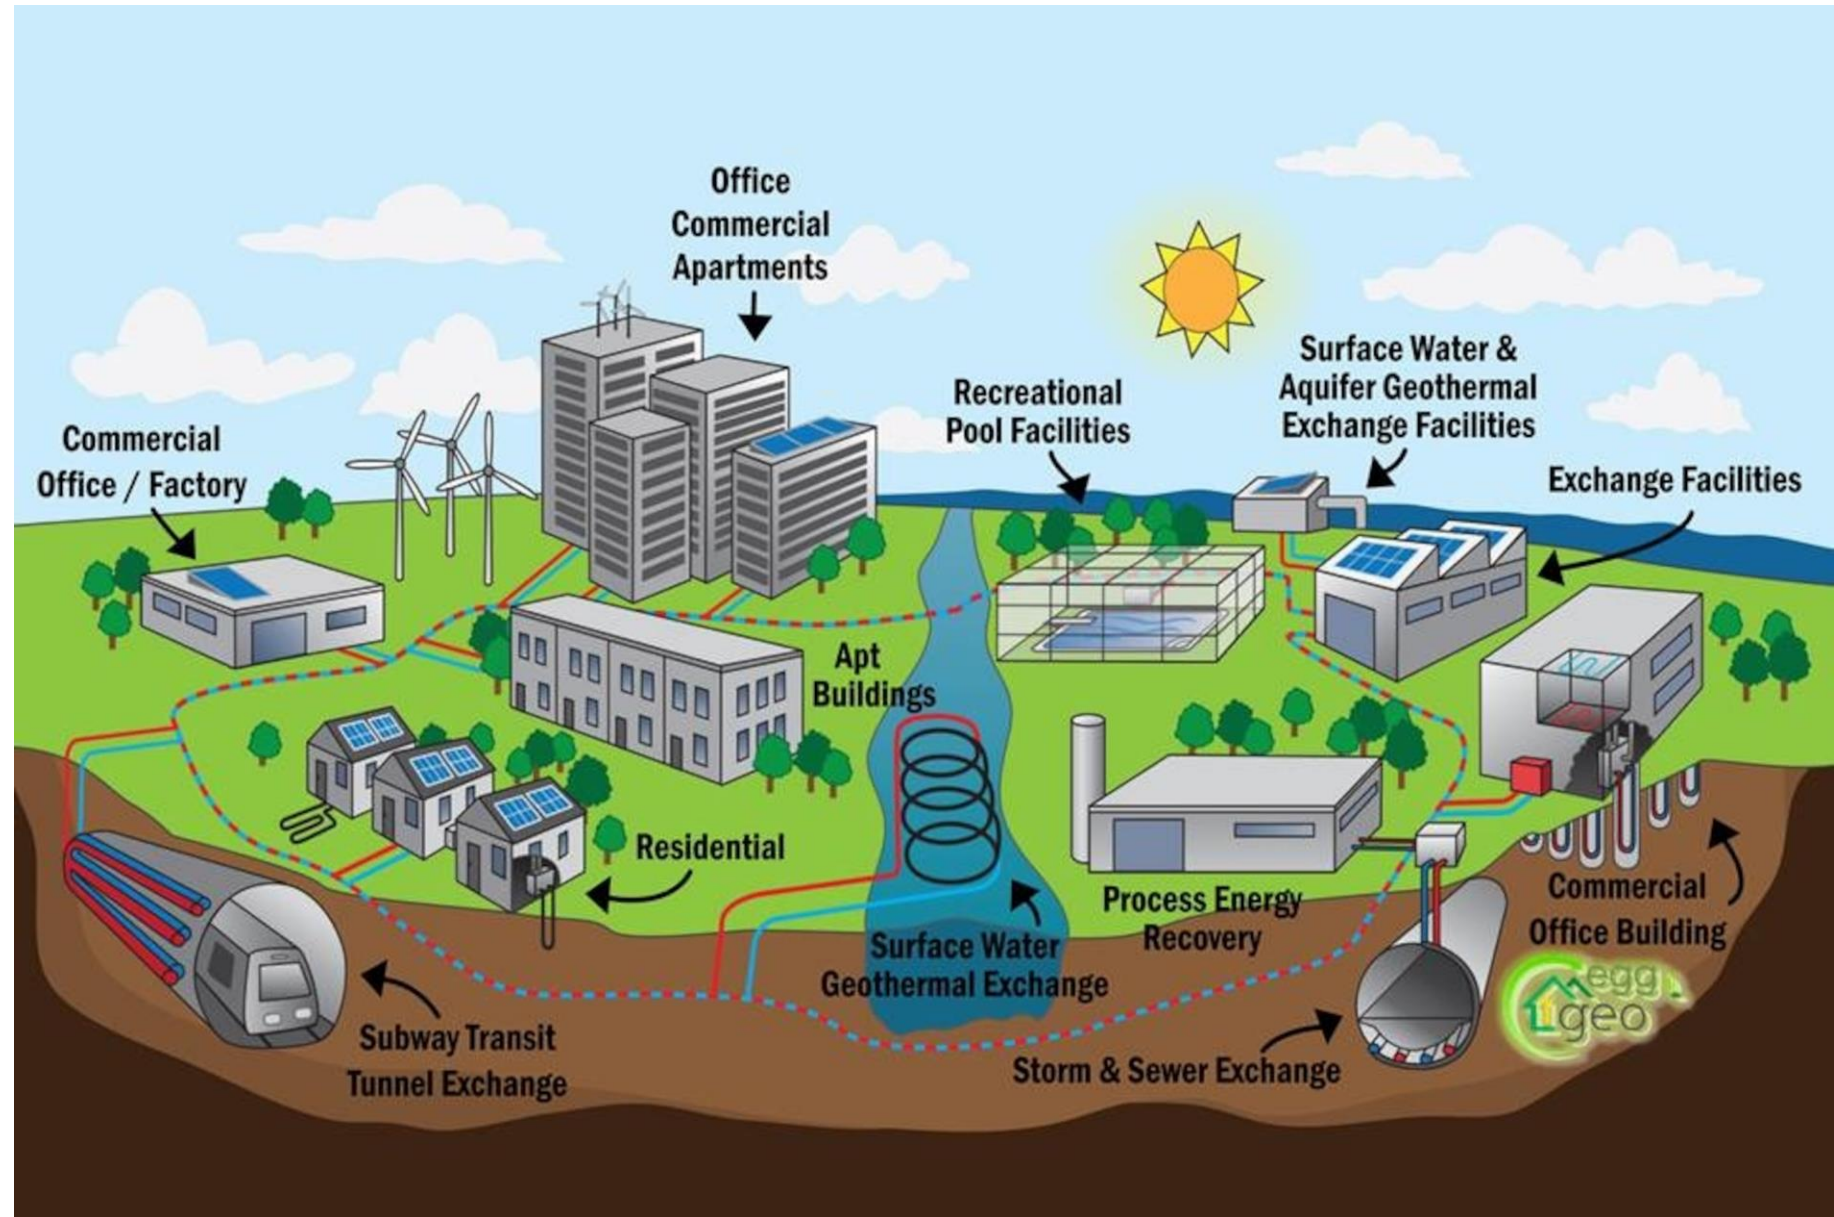 Office
Commercial
Apartments
Surface Water &
Aquifer Geothermal
Exchange Facilities
Recreational
Pool Facilities
Commercial
Office / Factory
Exchange Facilities
Apt
Buildings
Residential
Process Energy
Recovery
Commercial
Office Building
Surface Water
Geothermal Exchange
egg
geo
Subway Transit
Tunnel Exchange
Storm & Sewer Exchange